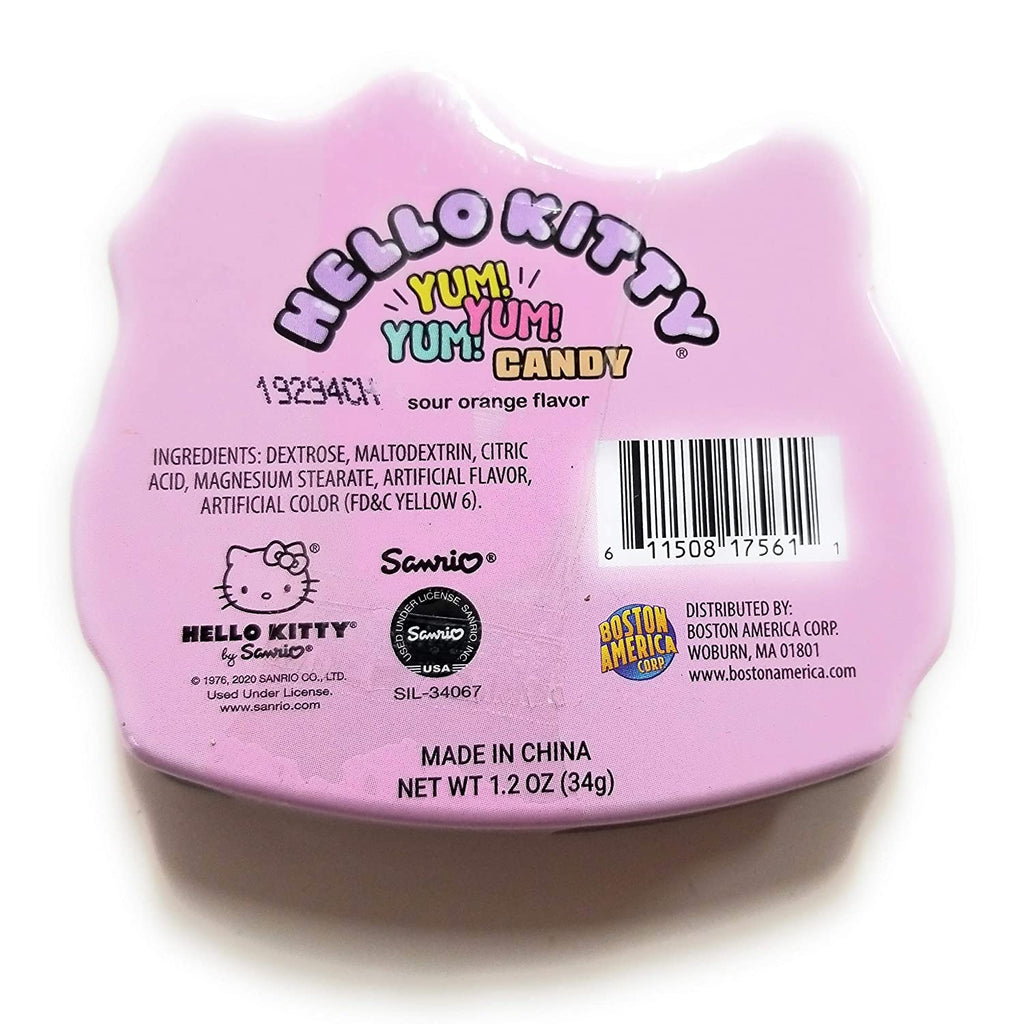 HELLO KITTY®
YUM!
YUM!
YUM!
CANDY
19294CH
sour orange flavor
INGREDIENTS: DEXTROSE, MALTODEXTRIN, CITRIC
ACID, MAGNESIUM STEARATE, ARTIFICIAL FLAVOR,
ARTIFICIAL COLOR (FD&C YELLOW 6).
6 11508 17561 1
®
HELLO KITTY®
by Sanrio®
© 1976, 2020 SANRIO CO., LTD.
Used Under License.
www.sanrio.com
Sanrio®
USED UNDER LICENSE SANRIO, INC.
Sanrio
USA
SIL-34067
BOSTON
AMERICA
CORP.
DISTRIBUTED BY:
BOSTON AMERICA CORP.
WOBURN, MA 01801
www.bostonamerica.com
MADE IN CHINA
NET WT 1.2 OZ (34g)